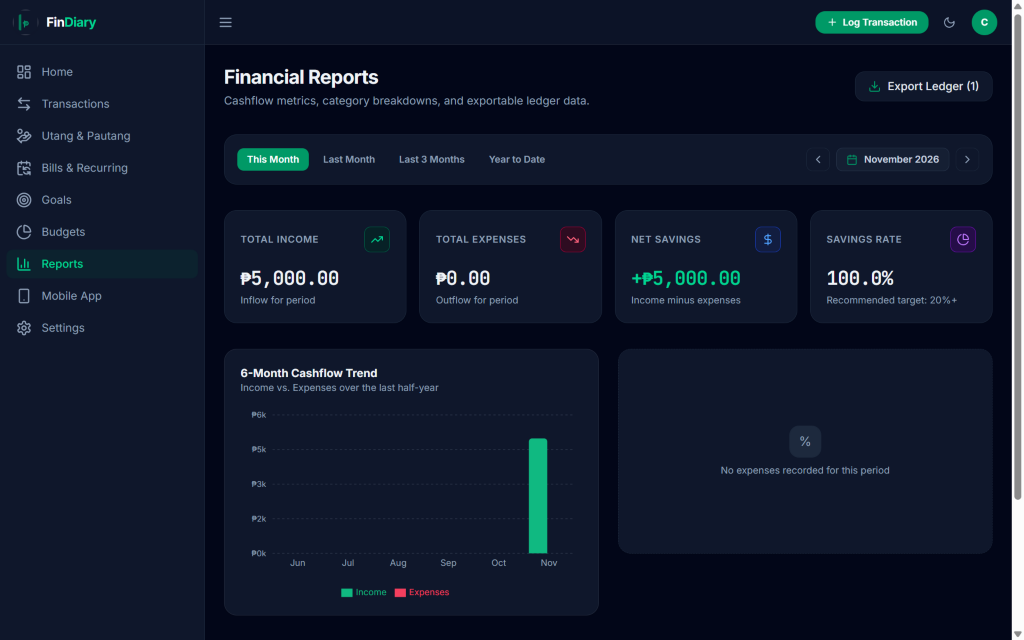 FinDiary
+ Log Transaction
C
Home
Transactions
Utang & Pautang
Bills & Recurring
Goals
Budgets
Reports
Mobile App
Settings
Financial Reports
Cashflow metrics, category breakdowns, and exportable ledger data.
Export Ledger (1)
This Month
Last Month
Last 3 Months
Year to Date
November 2026
TOTAL INCOME
₱5,000.00
Inflow for period
TOTAL EXPENSES
₱0.00
Outflow for period
NET SAVINGS
$
+₱5,000.00
Income minus expenses
SAVINGS RATE
100.0%
Recommended target: 20%+
6-Month Cashflow Trend
Income vs. Expenses over the last half-year
₱6k
₱5k
₱3k
₱2k
₱0k
Jun Jul Aug Sep Oct Nov
Income Expenses
%
No expenses recorded for this period